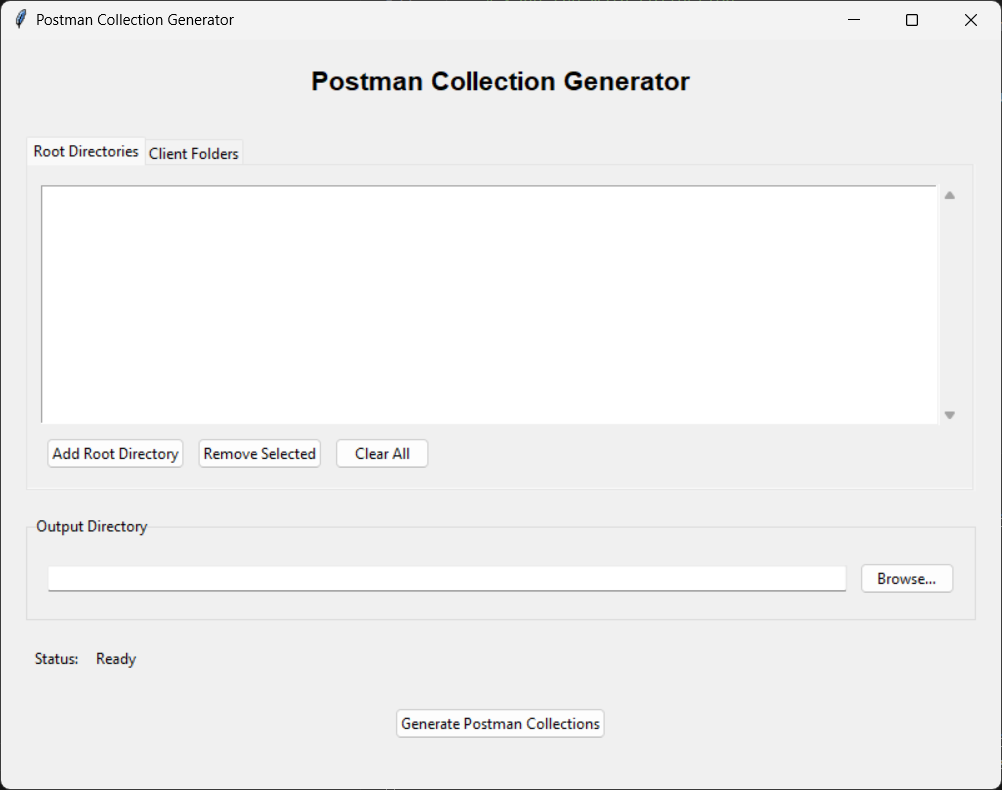 Postman Collection Generator
Postman Collection Generator
Root Directories Client Folders
Add Root Directory Remove Selected Clear All
Output Directory
Browse...
Status: Ready
Generate Postman Collections